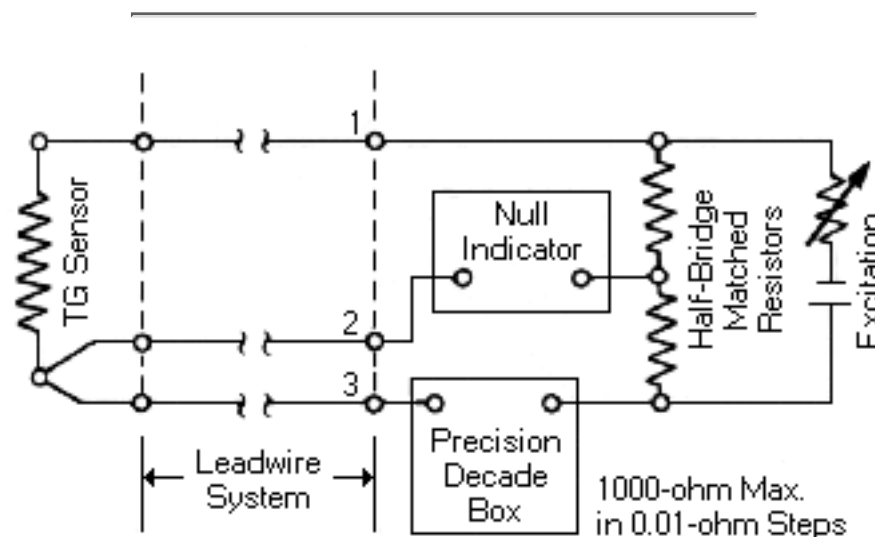 1
Null
Indicator
TG Sensor
Half-Bridge
Matched
Resistors
Excitation
2
3
Leadwire
System
Precision
Decade
Box
1000-ohm Max.
in 0.01-ohm Steps